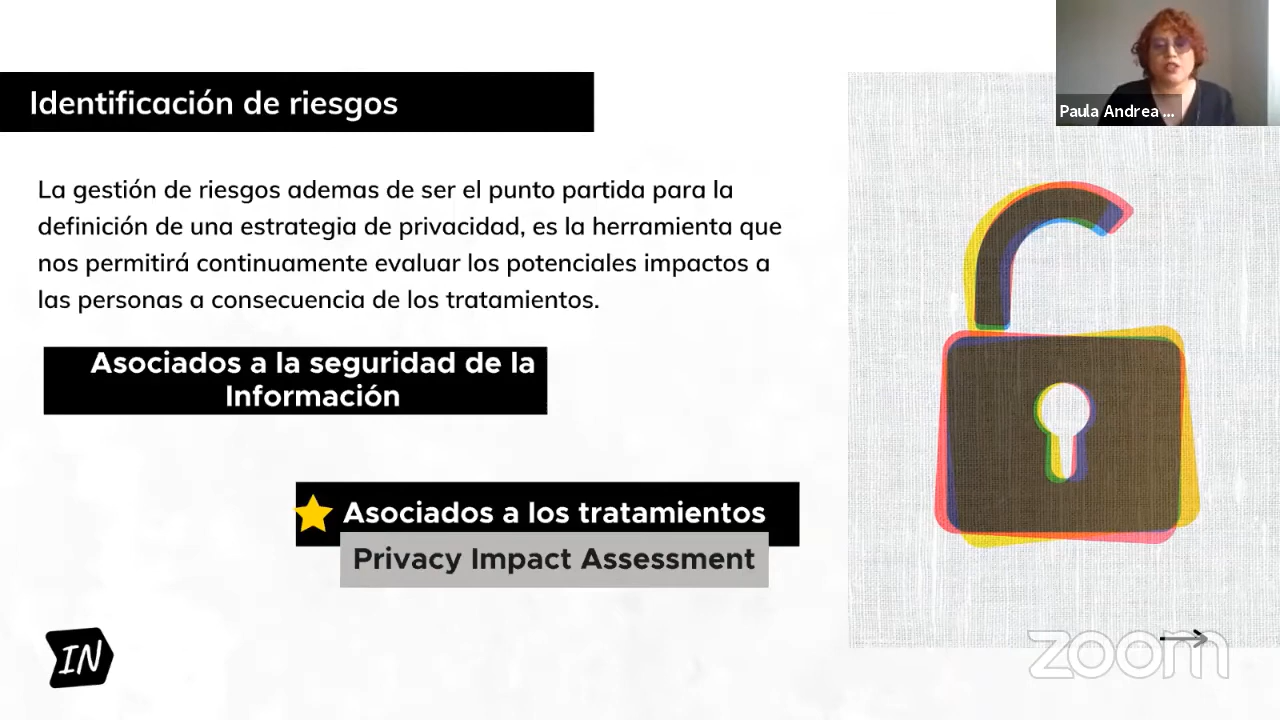 Identificación de riesgos
Paula Andrea ...
La gestión de riesgos ademas de ser el punto partida para la
definición de una estrategia de privacidad, es la herramienta que
nos permitirá continuamente evaluar los potenciales impactos a
las personas a consecuencia de los tratamientos.
Asociados a la seguridad de la
Información
Asociados a los tratamientos
Privacy Impact Assessment
IN
zoom